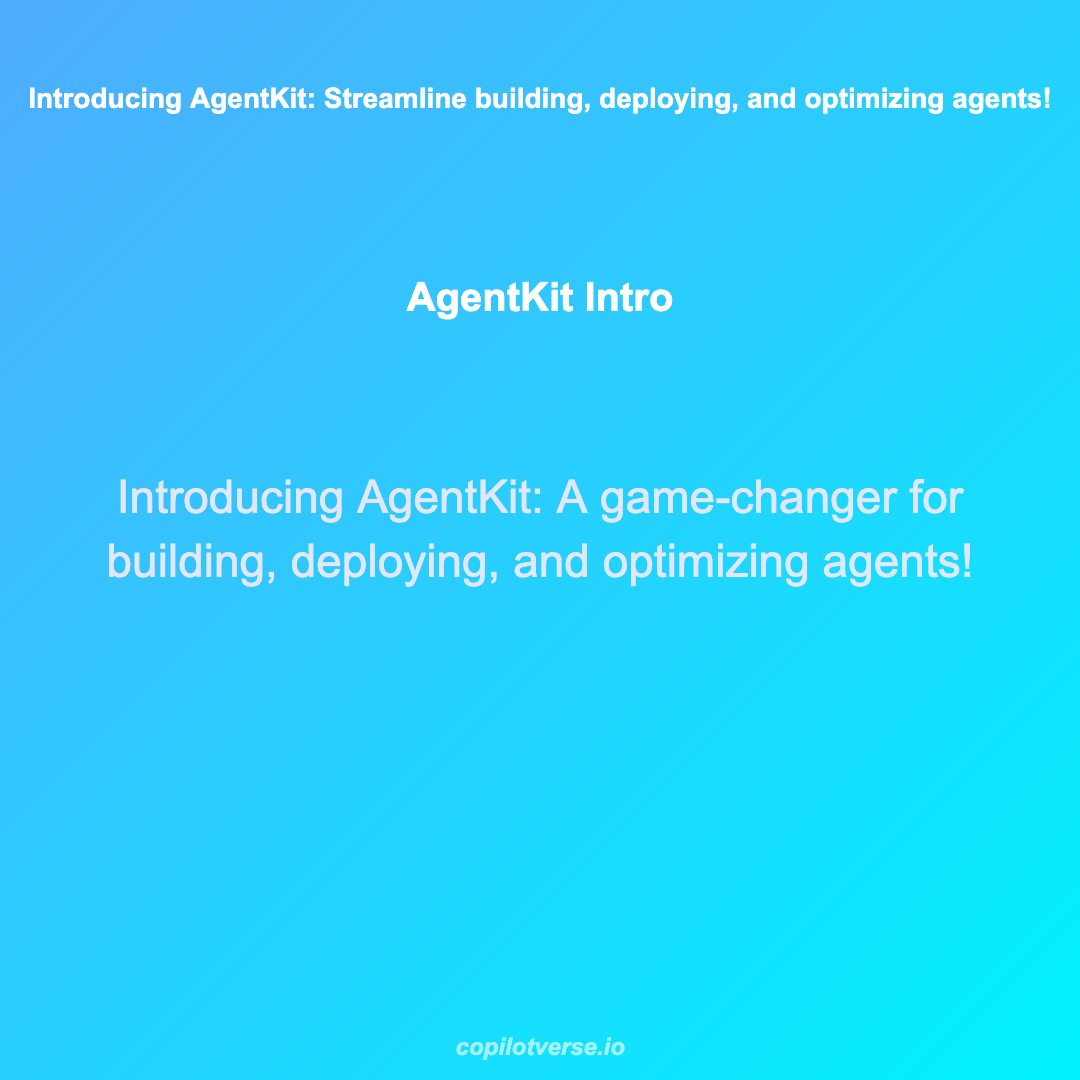 Introducing AgentKit: Streamline building, deploying, and optimizing agents!
AgentKit Intro
Introducing AgentKit: A game-changer for
building, deploying, and optimizing agents!
copilotverse.io